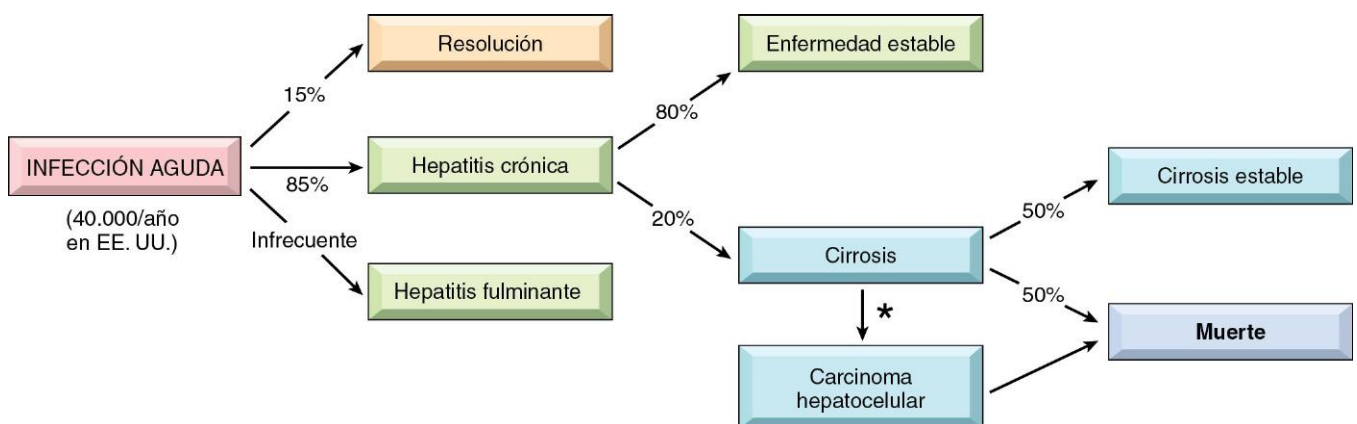 Resolución
Enfermedad estable
15%
80%
INFECCIÓN AGUDA
85%
Hepatitis crónica
Cirrosis estable
(40.000/año
en EE. UU.)
Infrecuente
20%
50%
Cirrosis
Hepatitis fulminante
50%
*
Muerte
Carcinoma
hepatocelular